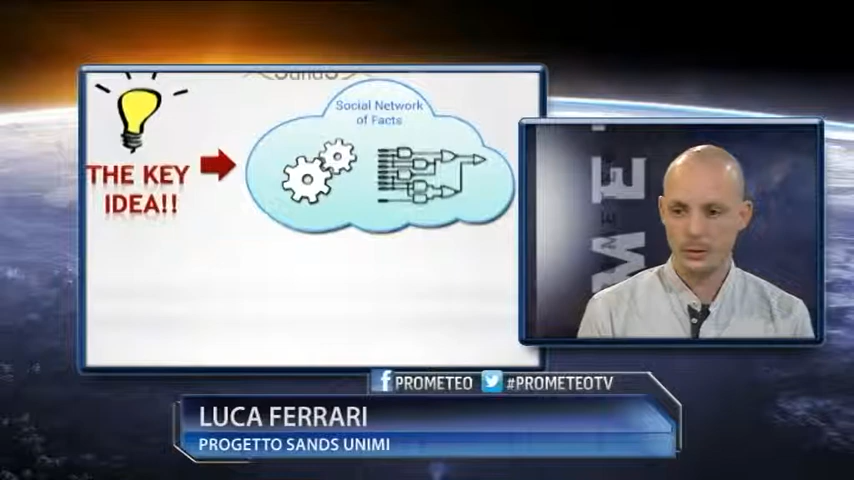 Social Network
of Facts
THE KEY
IDEA!!
PROMETEO
#PROMETEOTV
LUCA FERRARI
PROGETTO SANDS UNIMI